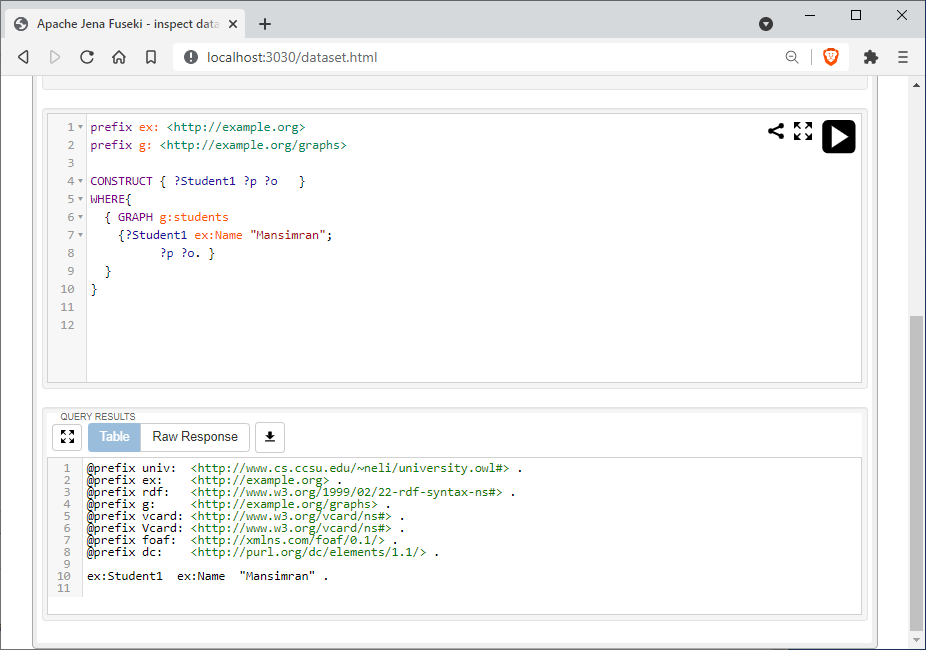 Apache Jena Fuseki - inspect data
localhost:3030/dataset.html
1 prefix ex: <http://example.org>
2 prefix g: <http://example.org/graphs>
3
4 CONSTRUCT { ?Student1 ?p ?o   }
5 WHERE{
6   { GRAPH g:students
7     {?Student1 ex:Name "Mansimran";
8           ?p ?o. }
9   }
10 }
11
12
QUERY RESULTS
Table Raw Response
1 @prefix univ:  <http://www.cs.ccsu.edu/~neli/university.owl#> .
2 @prefix ex:    <http://example.org> .
3 @prefix rdf:   <http://www.w3.org/1999/02/22-rdf-syntax-ns#> .
4 @prefix g:     <http://example.org/graphs> .
5 @prefix vcard: <http://www.w3.org/vcard/ns#> .
6 @prefix Vcard: <http://www.w3.org/vcard/ns#> .
7 @prefix foaf:  <http://xmlns.com/foaf/0.1/> .
8 @prefix dc:    <http://purl.org/dc/elements/1.1/> .
9
10 ex:Student1  ex:Name  "Mansimran" .
11